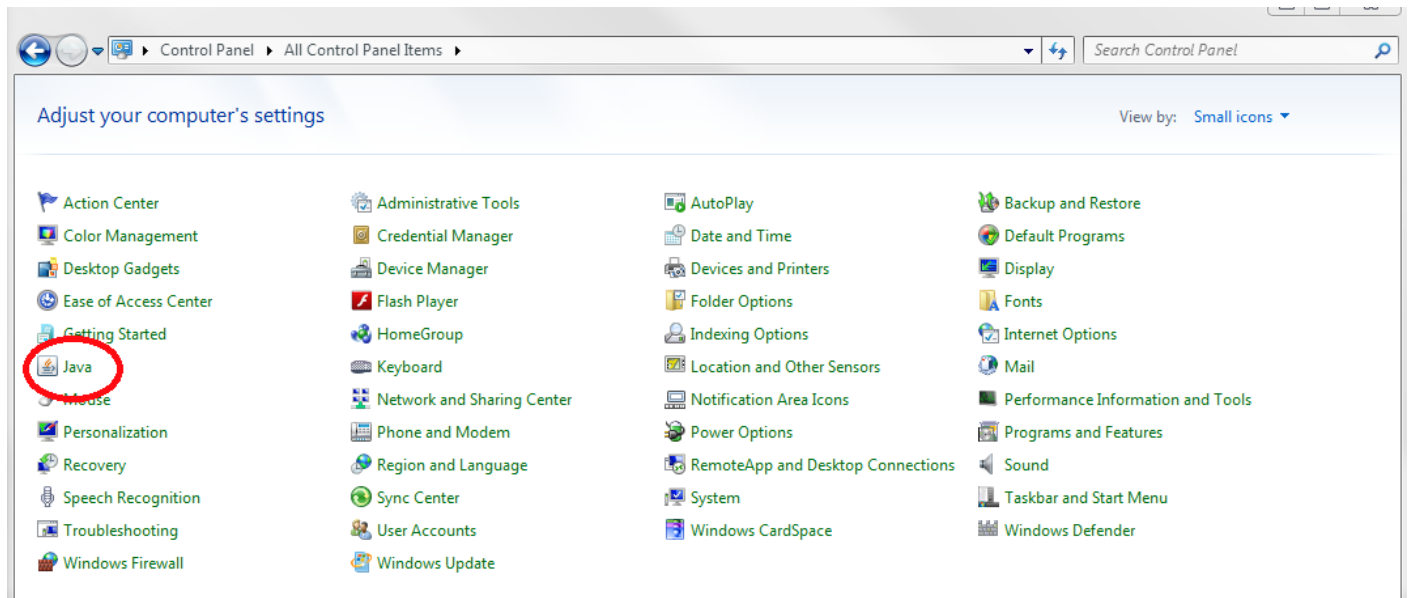 Control Panel All Control Panel Items Search Control Panel
Adjust your computer's settings View by: Small icons
Action Center Administrative Tools AutoPlay Backup and Restore
Color Management Credential Manager Date and Time Default Programs
Desktop Gadgets Device Manager Devices and Printers Display
Ease of Access Center Flash Player Folder Options Fonts
Getting Started HomeGroup Indexing Options Internet Options
Java Keyboard Location and Other Sensors Mail
Mouse Network and Sharing Center Notification Area Icons Performance Information and Tools
Personalization Phone and Modem Power Options Programs and Features
Recovery Region and Language RemoteApp and Desktop Connections Sound
Speech Recognition Sync Center System Taskbar and Start Menu
Troubleshooting User Accounts Windows CardSpace Windows Defender
Windows Firewall Windows Update